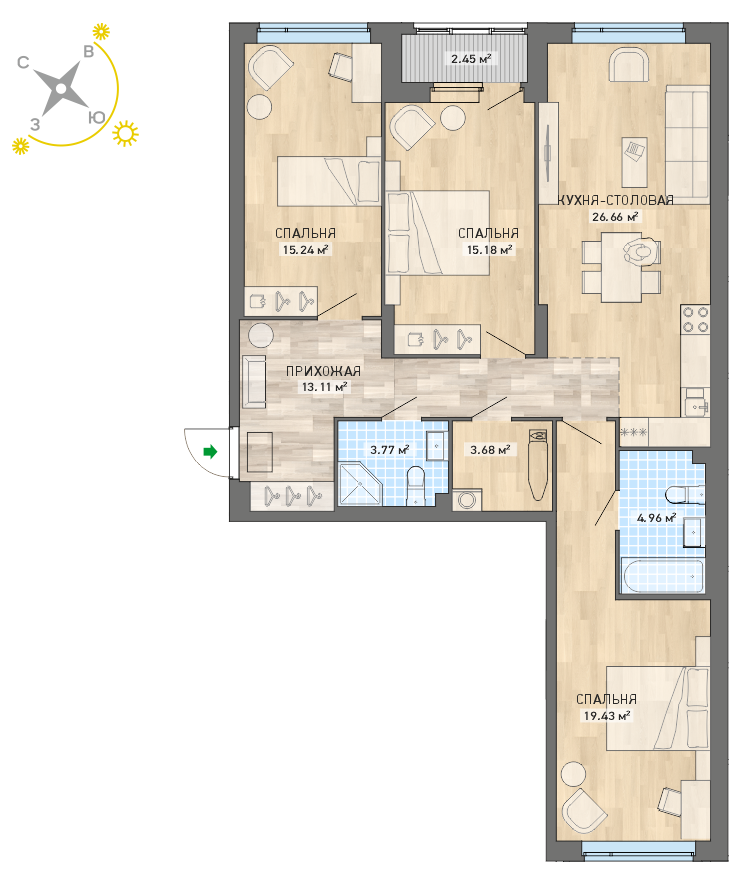 С
В
З
Ю
2.45 м²
КУХНЯ-СТОЛОВАЯ
26.66 м²
СПАЛЬНЯ
15.24 м²
СПАЛЬНЯ
15.18 м²
ПРИХОЖАЯ
13.11 м²
3.77 м²
3.68 м²
4.96 м²
СПАЛЬНЯ
19.43 м²